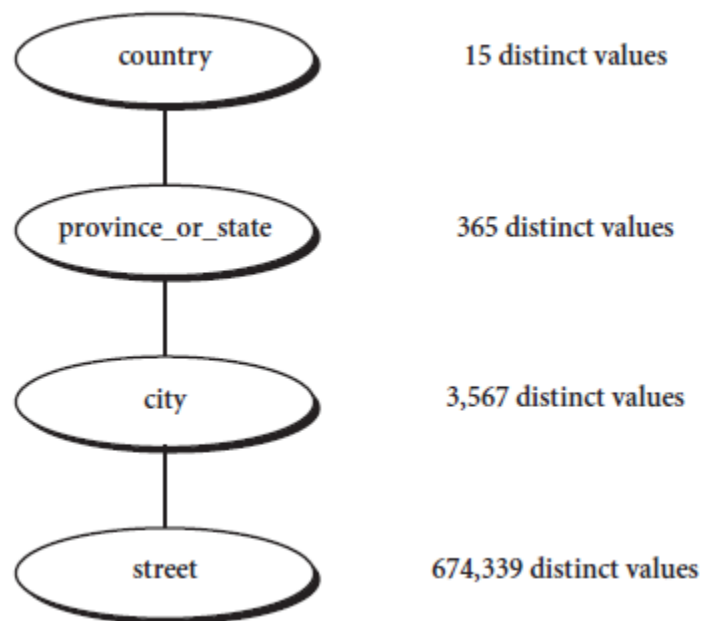 country 15 distinct values
province_or_state 365 distinct values
city 3,567 distinct values
street 674,339 distinct values